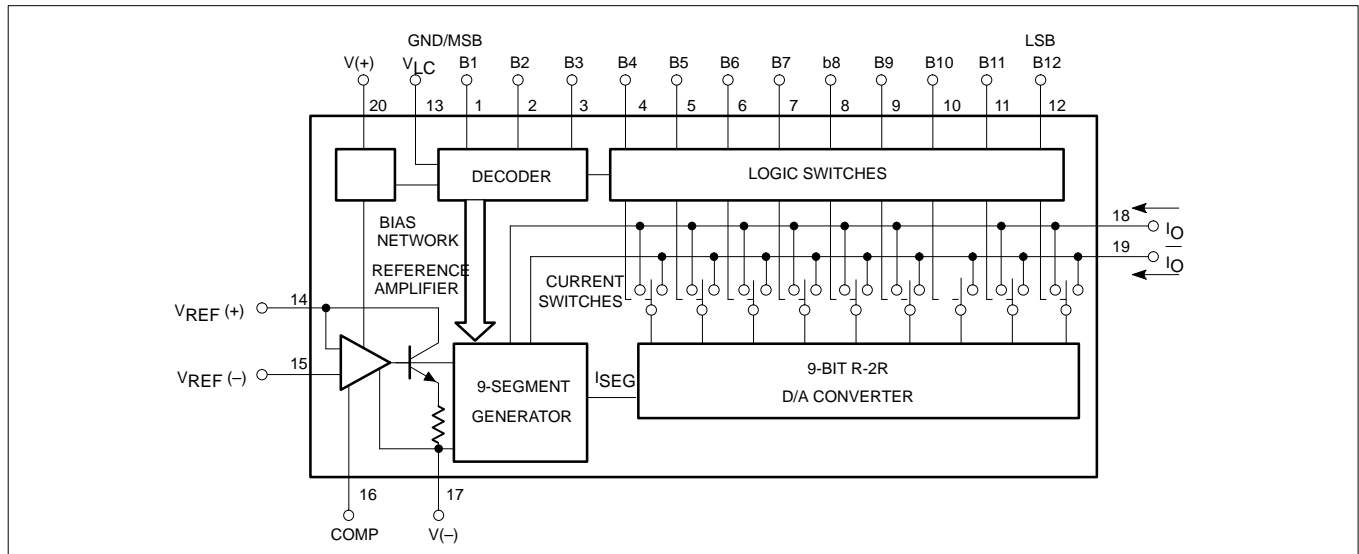 GND/MSB LSB
V(+) VLC B1 B2 B3 B4 B5 B6 B7 b8 B9 B10 B11 B12
20 13 1 2 3 4 5 6 7 8 9 10 11 12
DECODER
LOGIC SWITCHES
BIAS
NETWORK
18
IO
19
IO
REFERENCE
AMPLIFIER
CURRENT
SWITCHES
14
VREF (+)
15
VREF (–)
9-SEGMENT
GENERATOR
ISEG
9-BIT R-2R
D/A CONVERTER
16 17
COMP V(–)